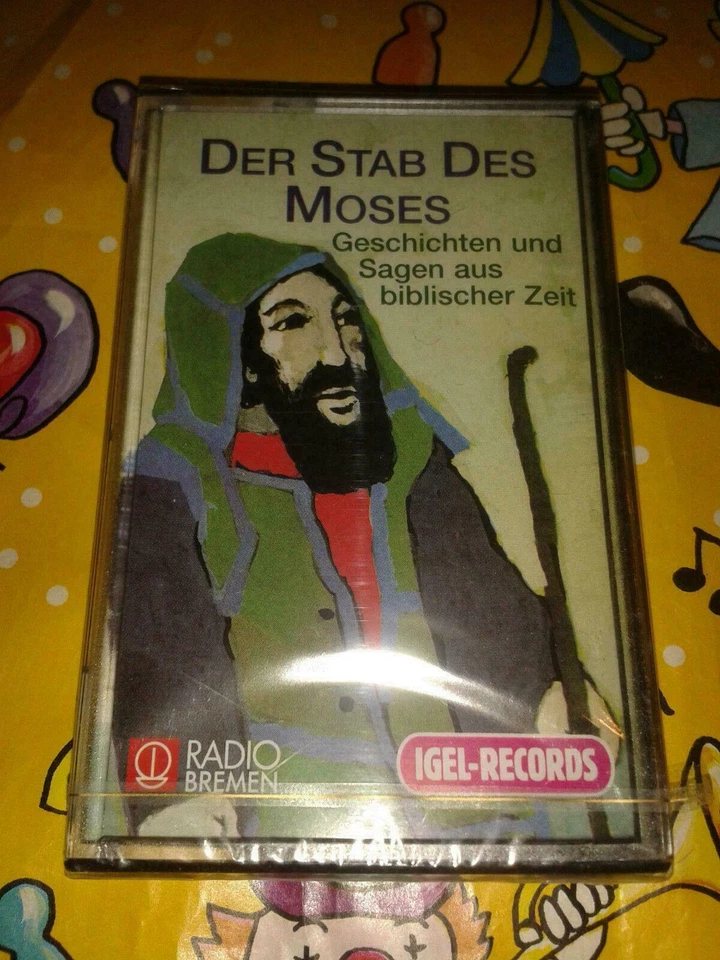 DER STAB DES
MOSES
Geschichten und
Sagen aus
biblischer Zeit
RADIO
BREMEN
IGEL-RECORDS